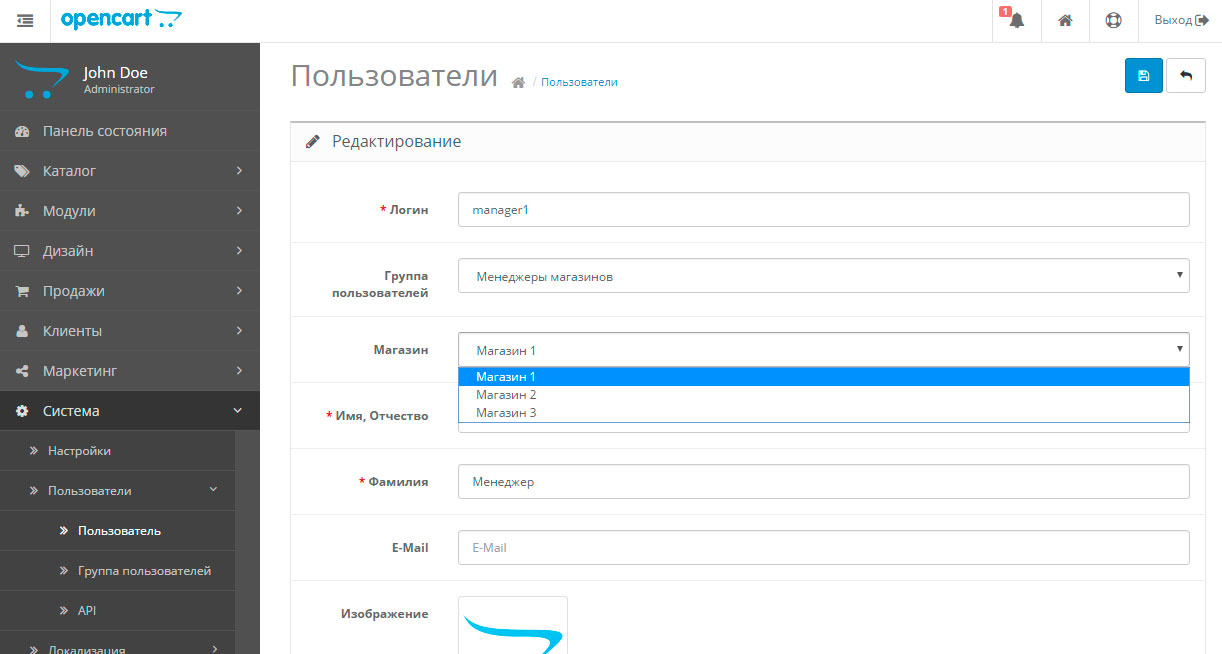 opencart
1
Выход
John Doe
Administrator
Панель состояния
Каталог
Модули
Дизайн
Продажи
Клиенты
Маркетинг
Система
Настройки
Пользователи
Пользователь
Группа пользователей
API
Локализация
Пользователи / Пользователи
Редактирование
* Логин
manager1
Группа
пользователей
Менеджеры магазинов
Магазин
Магазин 1
Магазин 1
Магазин 2
Магазин 3
* Имя, Отчество
* Фамилия
Менеджер
E-Mail
E-Mail
Изображение